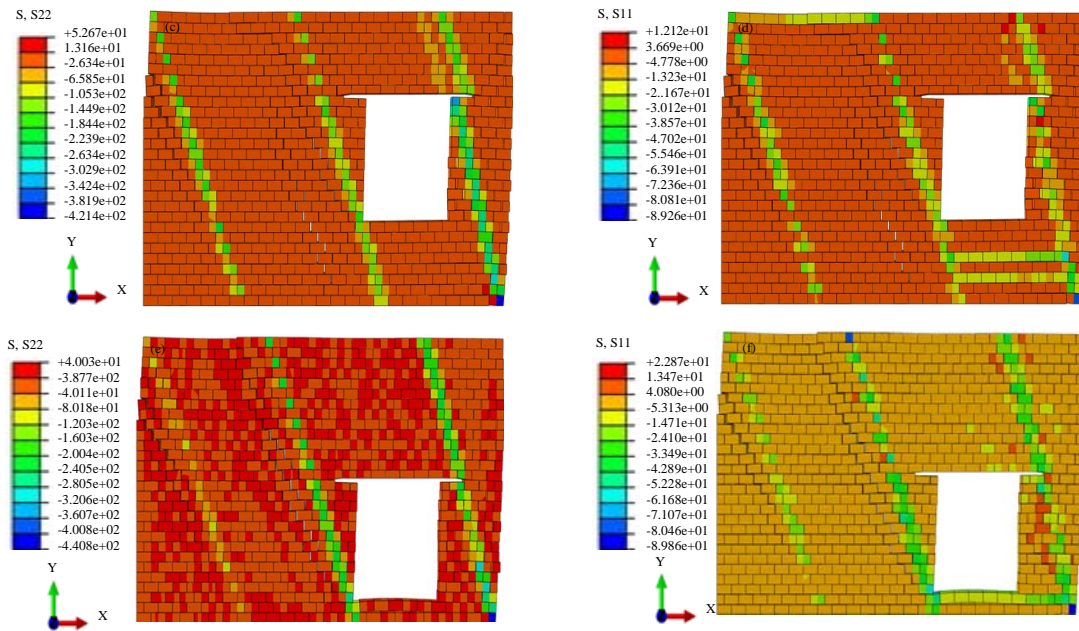 S, S22
+5.267e+01
1.316e+01
-2.634e+01
-6.585e+01
-1.053e+02
-1.449e+02
-1.844e+02
-2.239e+02
-2.634e+02
-3.029e+02
-3.424e+02
-3.819e+02
-4.214e+02
Y
X
(c)
S, S11
+1.212e+01
3.669e+00
-4.778e+00
-1.323e+01
-2..167e+01
-3.012e+01
-3.857e+01
-4.702e+01
-5.546e+01
-6.391e+01
-7.236e+01
-8.081e+01
-8.926e+01
Y
X
(d)
S, S22
+4.003e+01
-3.877e+02
-4.011e+01
-8.018e+01
-1.203e+02
-1.603e+02
-2.004e+02
-2.405e+02
-2.805e+02
-3.206e+02
-3.607e+02
-4.008e+02
-4.408e+02
Y
X
(e)
S, S11
+2.287e+01
1.347e+01
4.080e+00
-5.313e+00
-1.471e+01
-2.410e+01
-3.349e+01
-4.289e+01
-5.228e+01
-6.168e+01
-7.107e+01
-8.046e+01
-8.986e+01
Y
X
(f)